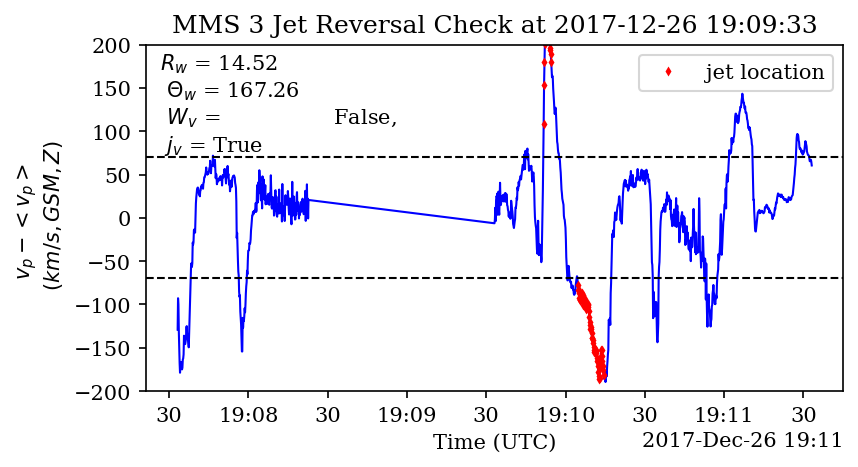 MMS 3 Jet Reversal Check at 2017-12-26 19:09:33
R_w = 14.52
Θ_w = 167.26
W_v = False,
j_v = True
jet location
v_p − < v_p >
(km/s, GSM, Z)
200
150
100
50
0
−50
−100
−150
−200
30 19:08 30 19:09 30 19:10 30 19:11 30
Time (UTC) 2017-Dec-26 19:11